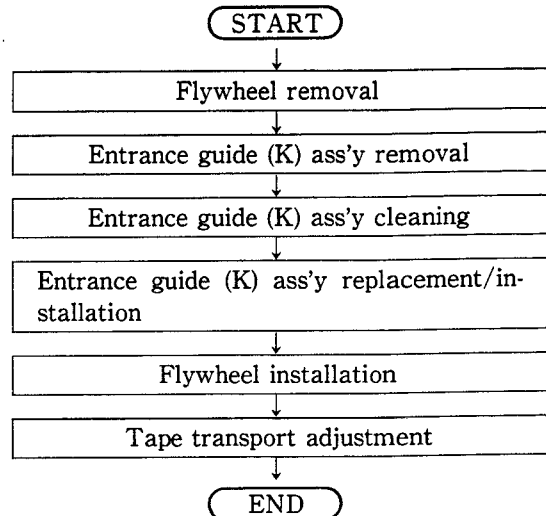 START
Flywheel removal
Entrance guide (K) ass'y removal
Entrance guide (K) ass'y cleaning
Entrance guide (K) ass'y replacement/in-
stallation
Flywheel installation
Tape transport adjustment
END